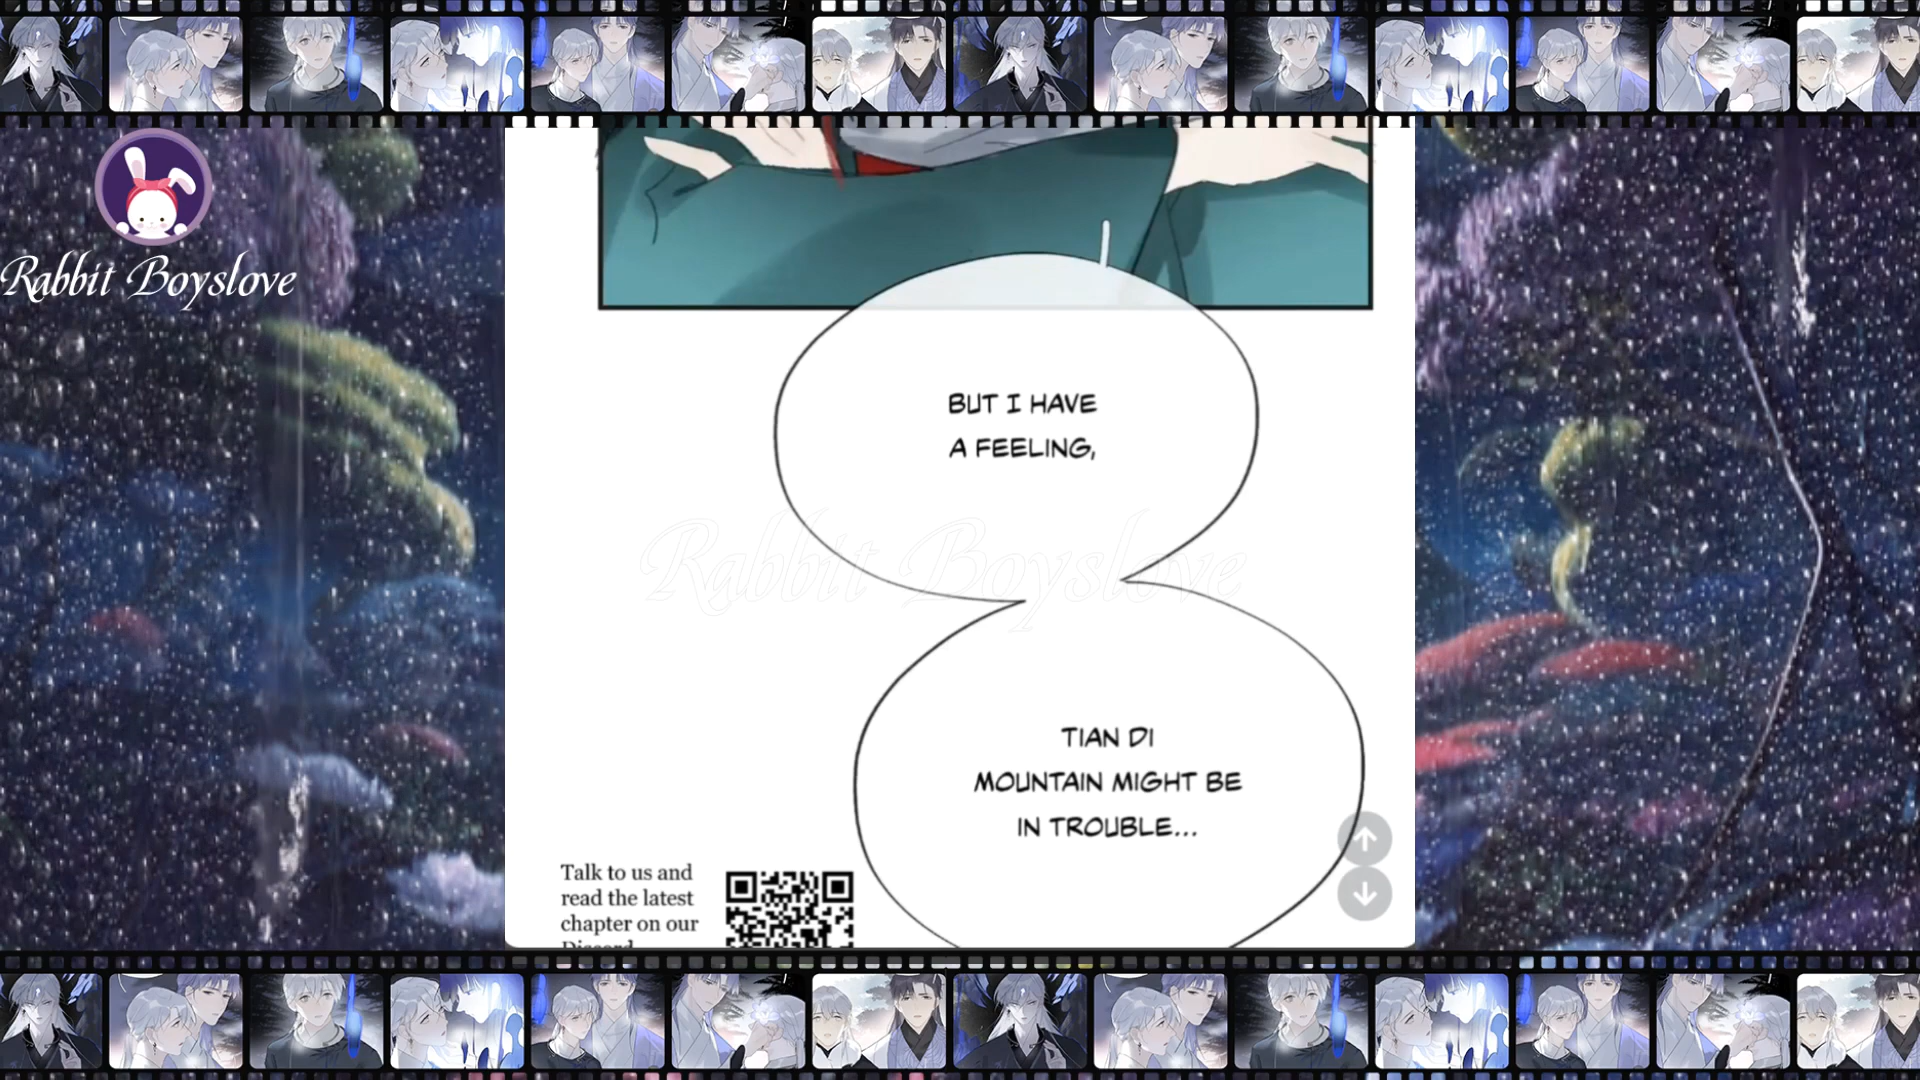 Rabbit Boyslove
BUT I HAVE
A FEELING,
Rabbit Boyslove
TIAN DI
MOUNTAIN MIGHT BE
IN TROUBLE...
Talk to us and
read the latest
chapter on our
Discord